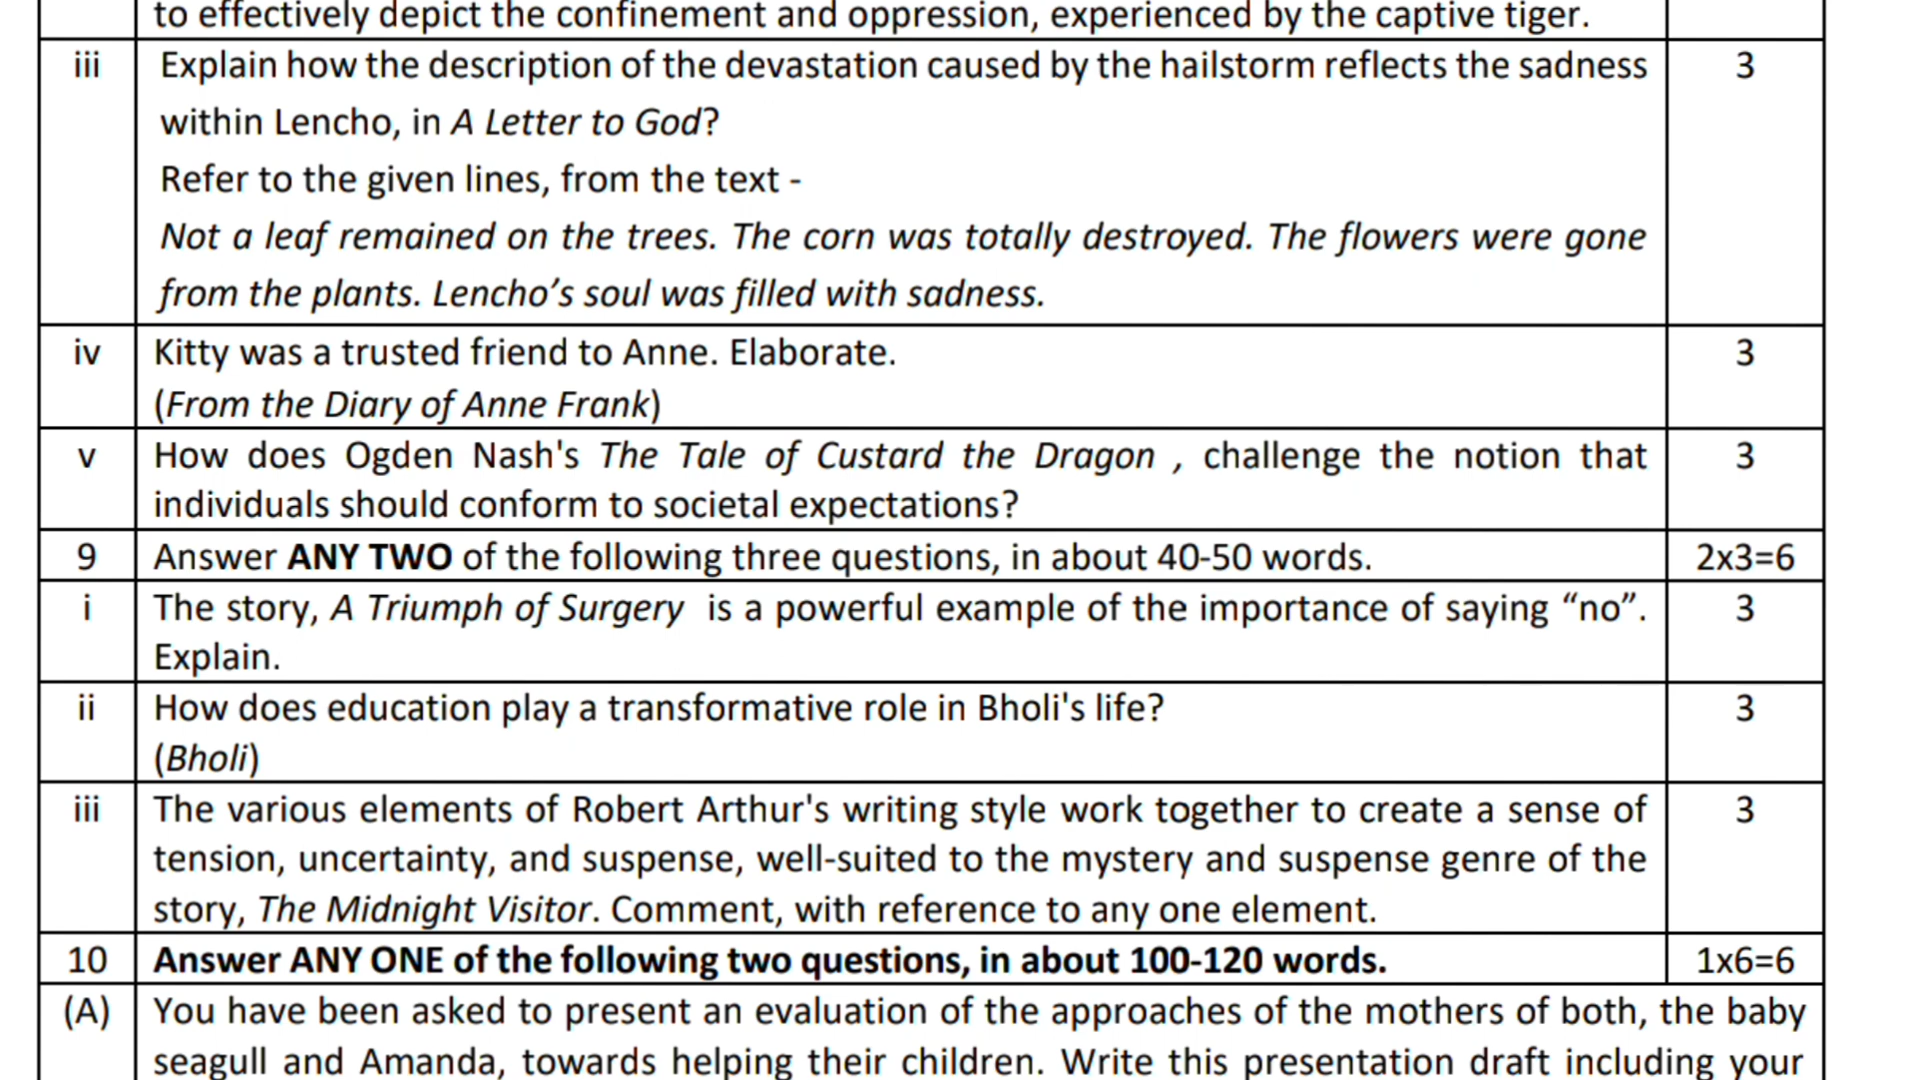 to effectively depict the confinement and oppression, experienced by the captive tiger.
iii Explain how the description of the devastation caused by the hailstorm reflects the sadness 3
within Lencho, in A Letter to God?
Refer to the given lines, from the text -
Not a leaf remained on the trees. The corn was totally destroyed. The flowers were gone
from the plants. Lencho’s soul was filled with sadness.
iv Kitty was a trusted friend to Anne. Elaborate. 3
(From the Diary of Anne Frank)
v How does Ogden Nash's The Tale of Custard the Dragon , challenge the notion that 3
individuals should conform to societal expectations?
9 Answer ANY TWO of the following three questions, in about 40-50 words. 2x3=6
i The story, A Triumph of Surgery is a powerful example of the importance of saying “no”. 3
Explain.
ii How does education play a transformative role in Bholi's life? 3
(Bholi)
iii The various elements of Robert Arthur's writing style work together to create a sense of 3
tension, uncertainty, and suspense, well-suited to the mystery and suspense genre of the
story, The Midnight Visitor. Comment, with reference to any one element.
10 Answer ANY ONE of the following two questions, in about 100-120 words. 1x6=6
(A) You have been asked to present an evaluation of the approaches of the mothers of both, the baby
seagull and Amanda, towards helping their children. Write this presentation draft including your